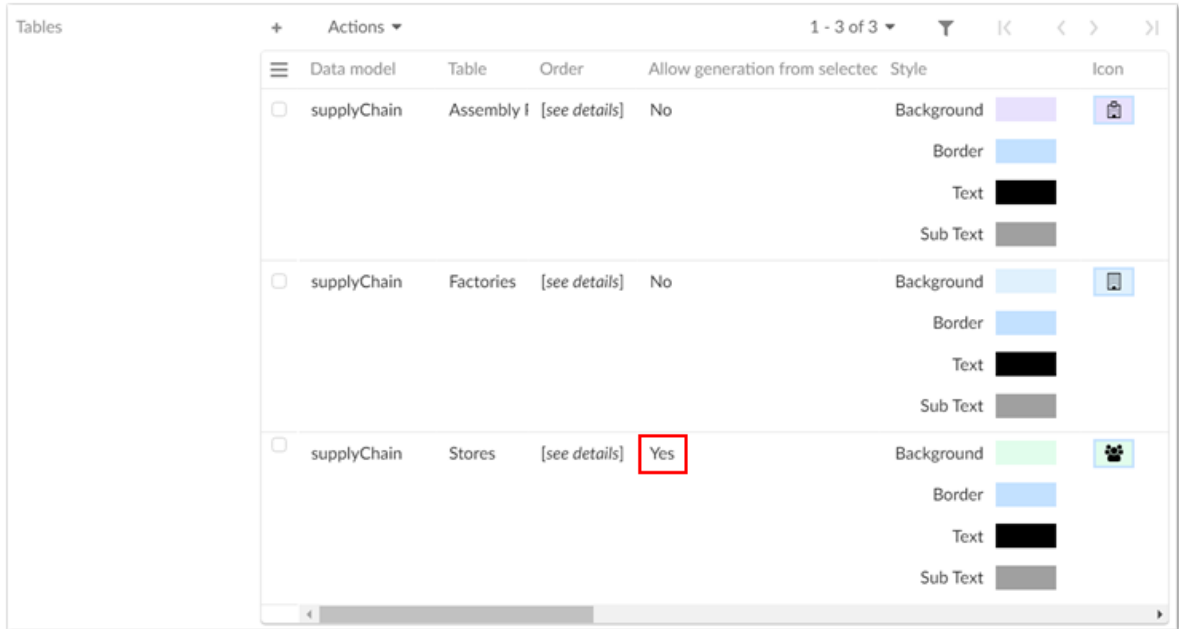 Tables + Actions 1 - 3 of 3
Data model Table Order Allow generation from selectec Style Icon
supplyChain Assembly [see details] No Background
Border
Text
Sub Text
supplyChain Factories [see details] No Background
Border
Text
Sub Text
supplyChain Stores [see details] Yes Background
Border
Text
Sub Text